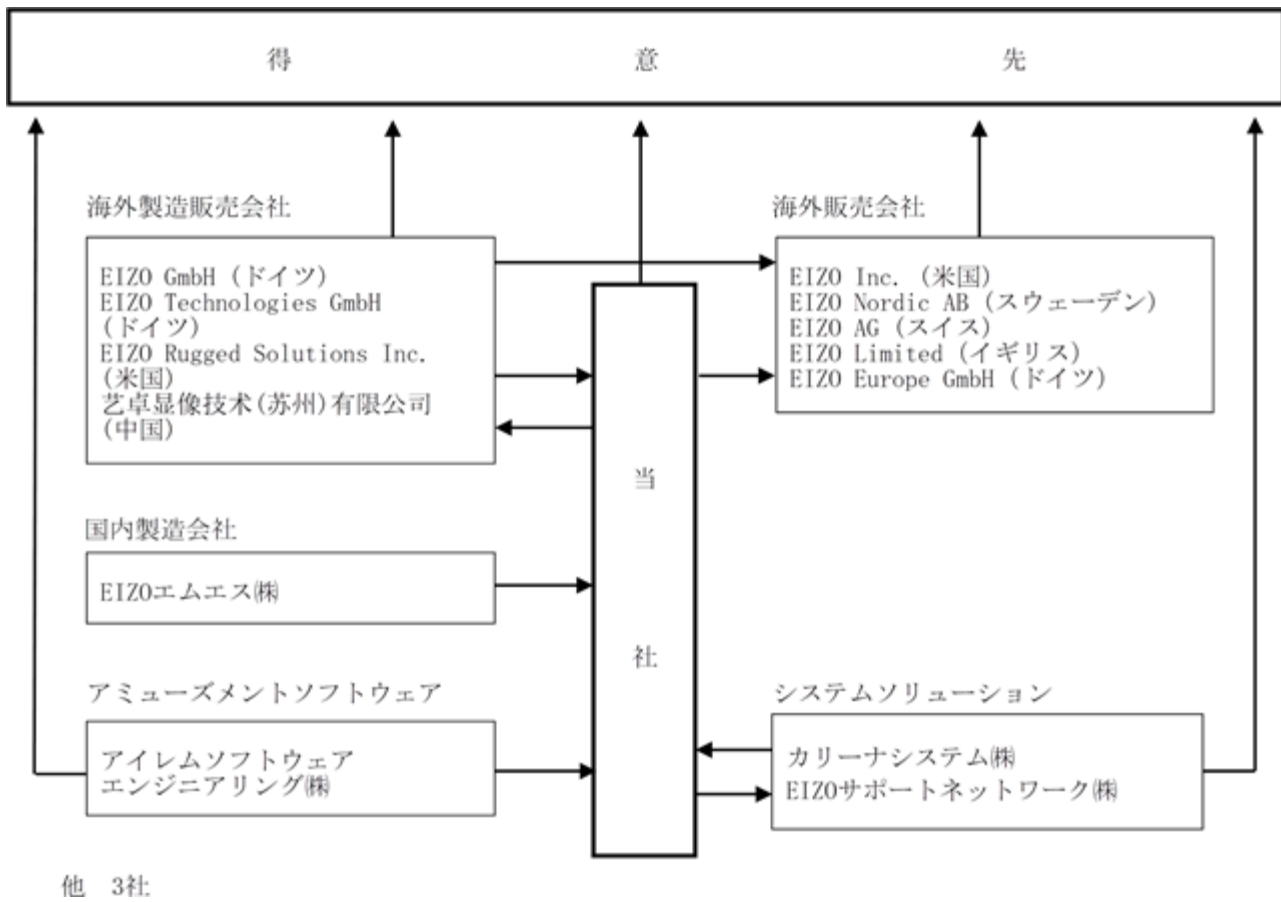 得意先
海外製造販売会社
EIZO GmbH (ドイツ)
EIZO Technologies GmbH
(ドイツ)
EIZO Rugged Solutions Inc.
(米国)
艺卓显像技术(苏州)有限公司
(中国)
海外販売会社
EIZO Inc. (米国)
EIZO Nordic AB (スウェーデン)
EIZO AG (スイス)
EIZO Limited (イギリス)
EIZO Europe GmbH (ドイツ)
当社
国内製造会社
EIZOエムエス㈱
アミューズメントソフトウェア
アイレムソフトウェア
エンジニアリング㈱
システムソリューション
カリーナシステム㈱
EIZOサポートネットワーク㈱
他　3社